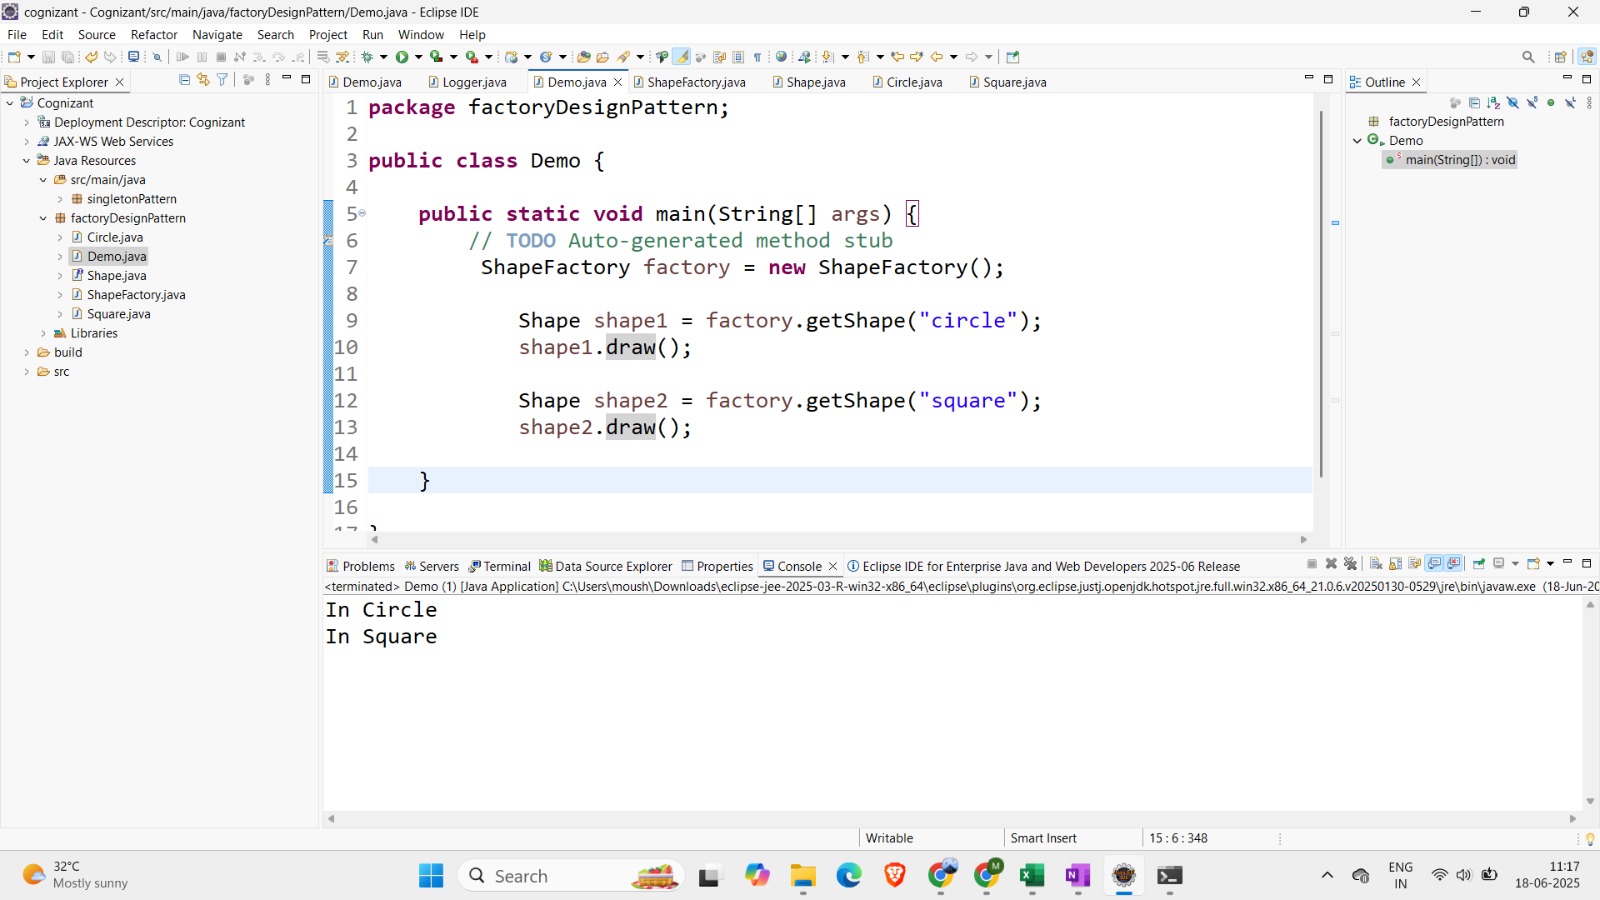 cognizant - Cognizant/src/main/java/factoryDesignPattern/Demo.java - Eclipse IDE
File Edit Source Refactor Navigate Search Project Run Window Help
Project Explorer
Cognizant
Deployment Descriptor: Cognizant
JAX-WS Web Services
Java Resources
src/main/java
singletonPattern
factoryDesignPattern
Circle.java
Demo.java
Shape.java
ShapeFactory.java
Square.java
Libraries
build
src
Demo.java Logger.java Demo.java ShapeFactory.java Shape.java Circle.java Square.java
1 package factoryDesignPattern;
2
3 public class Demo {
4
5 public static void main(String[] args) {
6 // TODO Auto-generated method stub
7 ShapeFactory factory = new ShapeFactory();
8
9 Shape shape1 = factory.getShape("circle");
10 shape1.draw();
11
12 Shape shape2 = factory.getShape("square");
13 shape2.draw();
14
15 }
16
17 }
Outline
factoryDesignPattern
Demo
main(String[]) : void
Problems Servers Terminal Data Source Explorer Properties Console Eclipse IDE for Enterprise Java and Web Developers 2025-06 Release
<terminated> Demo (1) [Java Application] C:\Users\moush\Downloads\eclipse-jee-2025-03-R-win32-x86_64\eclipse\plugins\org.eclipse.justj.openjdk.hotspot.jre.full.win32.x86_64_21.0.6.v20250130-0529\jre\bin\javaw.exe (18-Jun-20
In Circle
In Square
Writable Smart Insert 15 : 6 : 348
32°C
Mostly sunny
Search
ENG
IN
11:17
18-06-2025